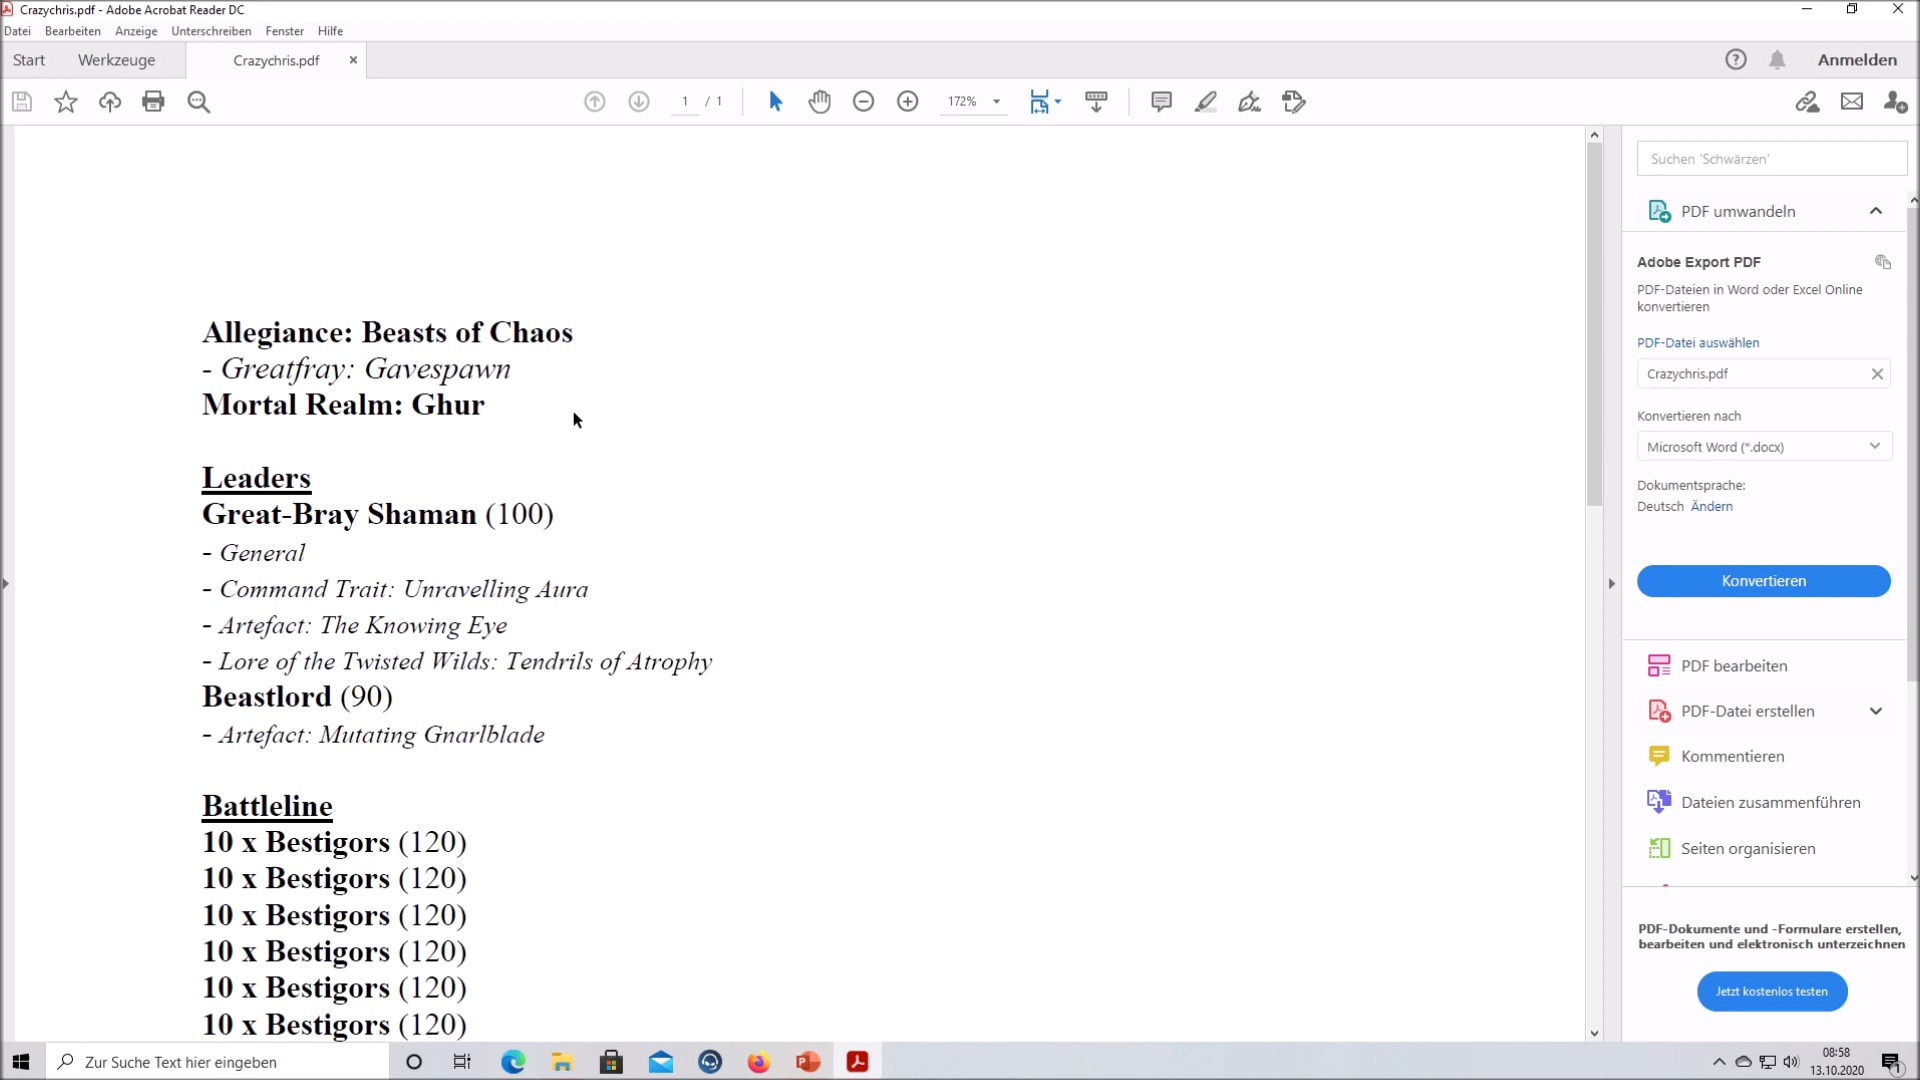 Crazychris.pdf - Adobe Acrobat Reader DC
Datei Bearbeiten Anzeige Unterschreiben Fenster Hilfe
Start Werkzeuge Crazychris.pdf Anmelden
1 / 1 172%
Suchen 'Schwärzen'
PDF umwandeln
Adobe Export PDF
PDF-Dateien in Word oder Excel Online
konvertieren
PDF-Datei auswählen
Crazychris.pdf
Konvertieren nach
Microsoft Word (*.docx)
Dokumentsprache:
Deutsch Ändern
Konvertieren
PDF bearbeiten
PDF-Datei erstellen
Kommentieren
Dateien zusammenführen
Seiten organisieren
PDF-Dokumente und -Formulare erstellen,
bearbeiten und elektronisch unterzeichnen
Jetzt kostenlos testen
Allegiance: Beasts of Chaos
- Greatfray: Gavespawn
Mortal Realm: Ghur
Leaders
Great-Bray Shaman (100)
- General
- Command Trait: Unravelling Aura
- Artefact: The Knowing Eye
- Lore of the Twisted Wilds: Tendrils of Atrophy
Beastlord (90)
- Artefact: Mutating Gnarlblade
Battleline
10 x Bestigors (120)
10 x Bestigors (120)
10 x Bestigors (120)
10 x Bestigors (120)
10 x Bestigors (120)
10 x Bestigors (120)
Zur Suche Text hier eingeben
08:58
13.10.2020
1